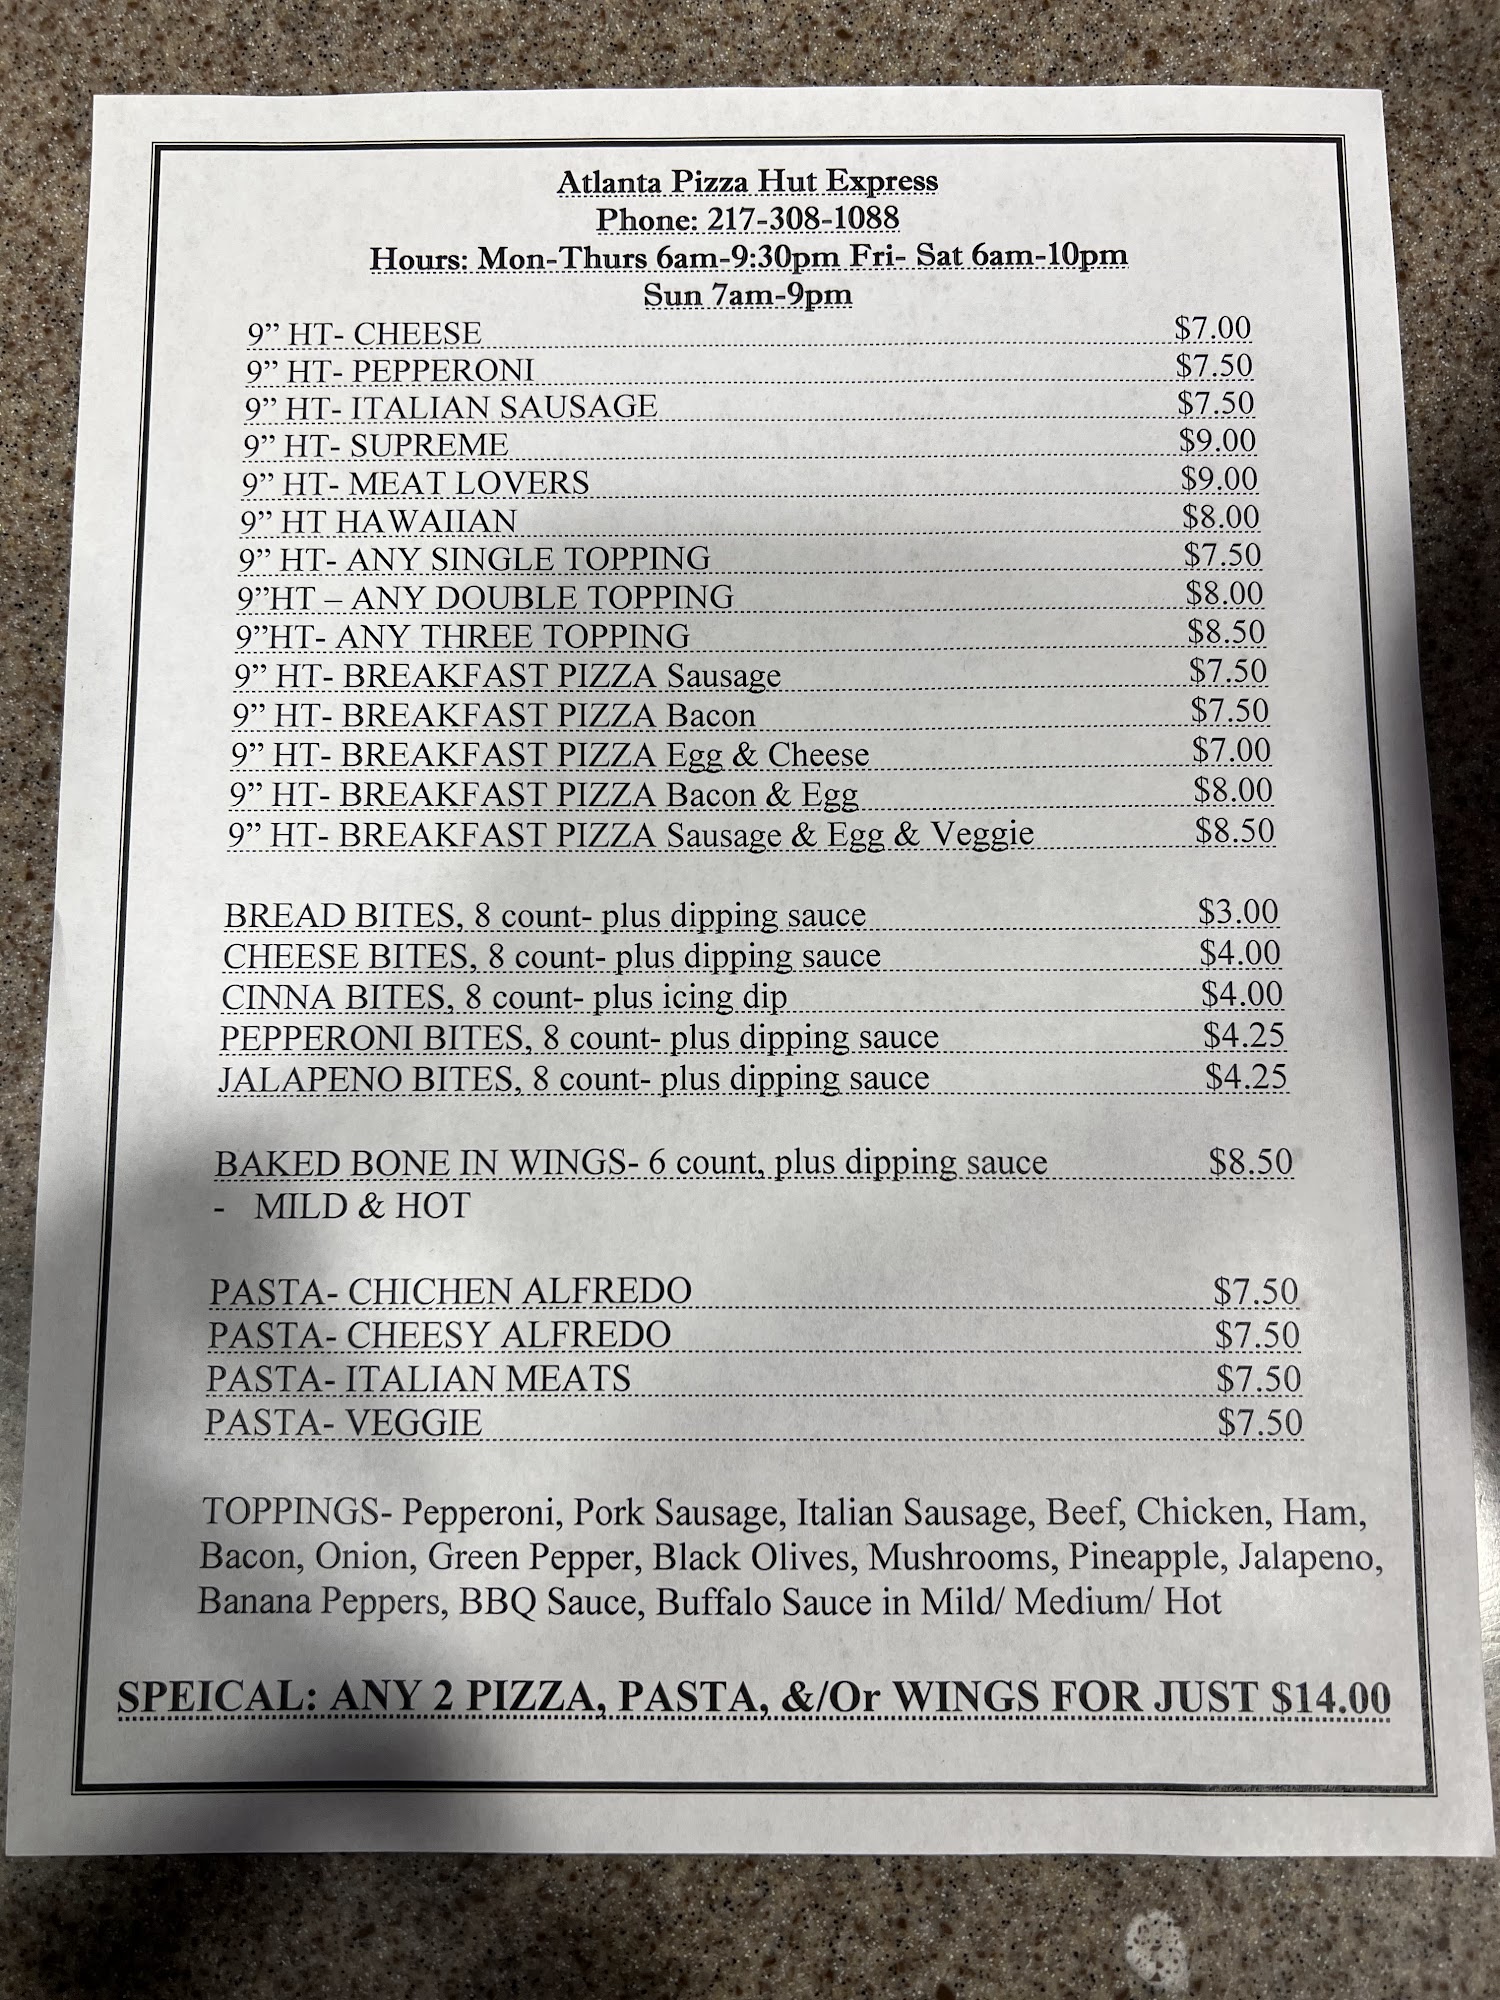 Atlanta Pizza Hut Express
Phone: 217-308-1088
Hours: Mon-Thurs 6am-9:30pm Fri- Sat 6am-10pm
Sun 7am-9pm
9” HT- CHEESE $7.00
9” HT- PEPPERONI $7.50
9” HT- ITALIAN SAUSAGE $7.50
9” HT- SUPREME $9.00
9” HT- MEAT LOVERS $9.00
9” HT HAWAIIAN $8.00
9” HT- ANY SINGLE TOPPING $7.50
9”HT – ANY DOUBLE TOPPING $8.00
9”HT- ANY THREE TOPPING $8.50
9” HT- BREAKFAST PIZZA Sausage $7.50
9” HT- BREAKFAST PIZZA Bacon $7.50
9” HT- BREAKFAST PIZZA Egg & Cheese $7.00
9” HT- BREAKFAST PIZZA Bacon & Egg $8.00
9” HT- BREAKFAST PIZZA Sausage & Egg & Veggie $8.50
BREAD BITES, 8 count- plus dipping sauce $3.00
CHEESE BITES, 8 count- plus dipping sauce $4.00
CINNA BITES, 8 count- plus icing dip $4.00
PEPPERONI BITES, 8 count- plus dipping sauce $4.25
JALAPENO BITES, 8 count- plus dipping sauce $4.25
BAKED BONE IN WINGS- 6 count, plus dipping sauce $8.50
- MILD & HOT
PASTA- CHICHEN ALFREDO $7.50
PASTA- CHEESY ALFREDO $7.50
PASTA- ITALIAN MEATS $7.50
PASTA- VEGGIE $7.50
TOPPINGS- Pepperoni, Pork Sausage, Italian Sausage, Beef, Chicken, Ham,
Bacon, Onion, Green Pepper, Black Olives, Mushrooms, Pineapple, Jalapeno,
Banana Peppers, BBQ Sauce, Buffalo Sauce in Mild/ Medium/ Hot
SPEICAL: ANY 2 PIZZA, PASTA, &/Or WINGS FOR JUST $14.00